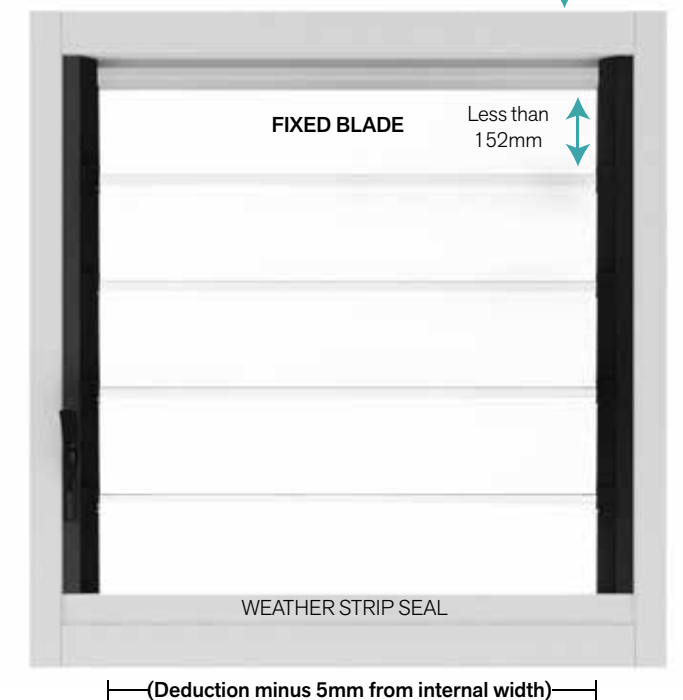 FIXED BLADE
Less than
152mm
WEATHER STRIP SEAL
(Deduction minus 5mm from internal width)